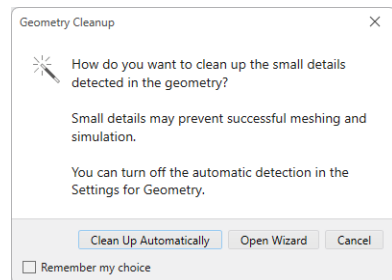 Geometry Cleanup
How do you want to clean up the small details
detected in the geometry?
Small details may prevent successful meshing and
simulation.
You can turn off the automatic detection in the
Settings for Geometry.
Clean Up Automatically Open Wizard Cancel
Remember my choice